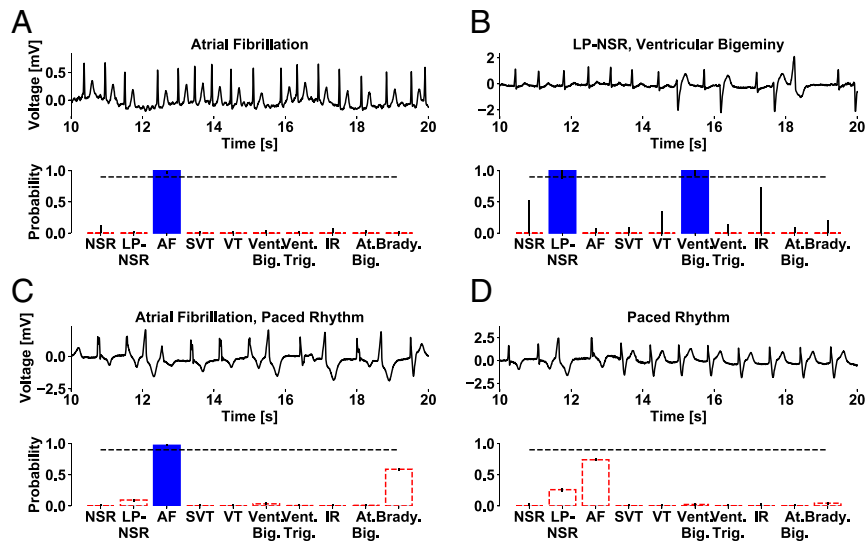 A
Atrial Fibrillation
Voltage [mV]
0.5
0.0
10 12 14 16 18 20
Time [s]
Probability
1.0
0.5
0.0
NSR LP-NSR AF SVT VT Vent. Big. Vent. Trig. IR At. Big. Brady.
B
LP-NSR, Ventricular Bigeminy
2
0
−2
10 12 14 16 18 20
Time [s]
1.0
0.5
0.0
NSR LP-NSR AF SVT VT Vent. Big. Vent. Trig. IR At. Big. Brady.
C
Atrial Fibrillation, Paced Rhythm
Voltage [mV]
0.0
−2.5
10 12 14 16 18 20
Time [s]
Probability
1.0
0.5
0.0
NSR LP-NSR AF SVT VT Vent. Big. Vent. Trig. IR At. Big. Brady.
D
Paced Rhythm
2.5
0.0
−2.5
10 12 14 16 18 20
Time [s]
1.0
0.5
0.0
NSR LP-NSR AF SVT VT Vent. Big. Vent. Trig. IR At. Big. Brady.